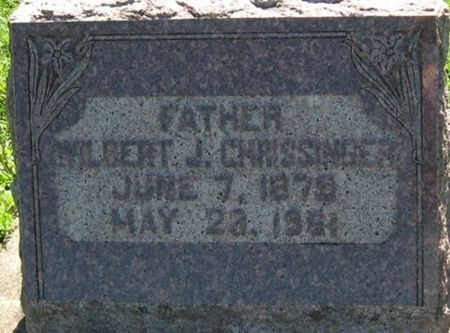 FATHER
WILBERT J. CHRISSINGER
JUNE 7, 1878
MAY 23, 1951